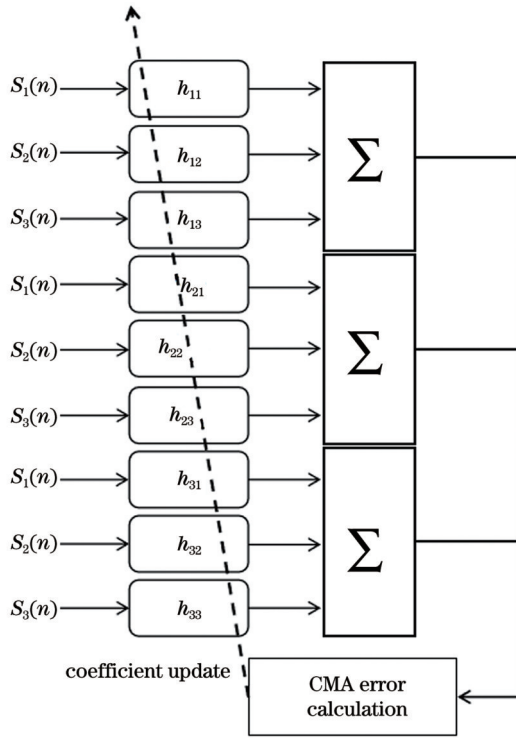 S₁(n) h₁₁
S₂(n) h₁₂ Σ
S₃(n) h₁₃
S₁(n) h₂₁
S₂(n) h₂₂ Σ
S₃(n) h₂₃
S₁(n) h₃₁
S₂(n) h₃₂ Σ
S₃(n) h₃₃
coefficient update
CMA error
calculation